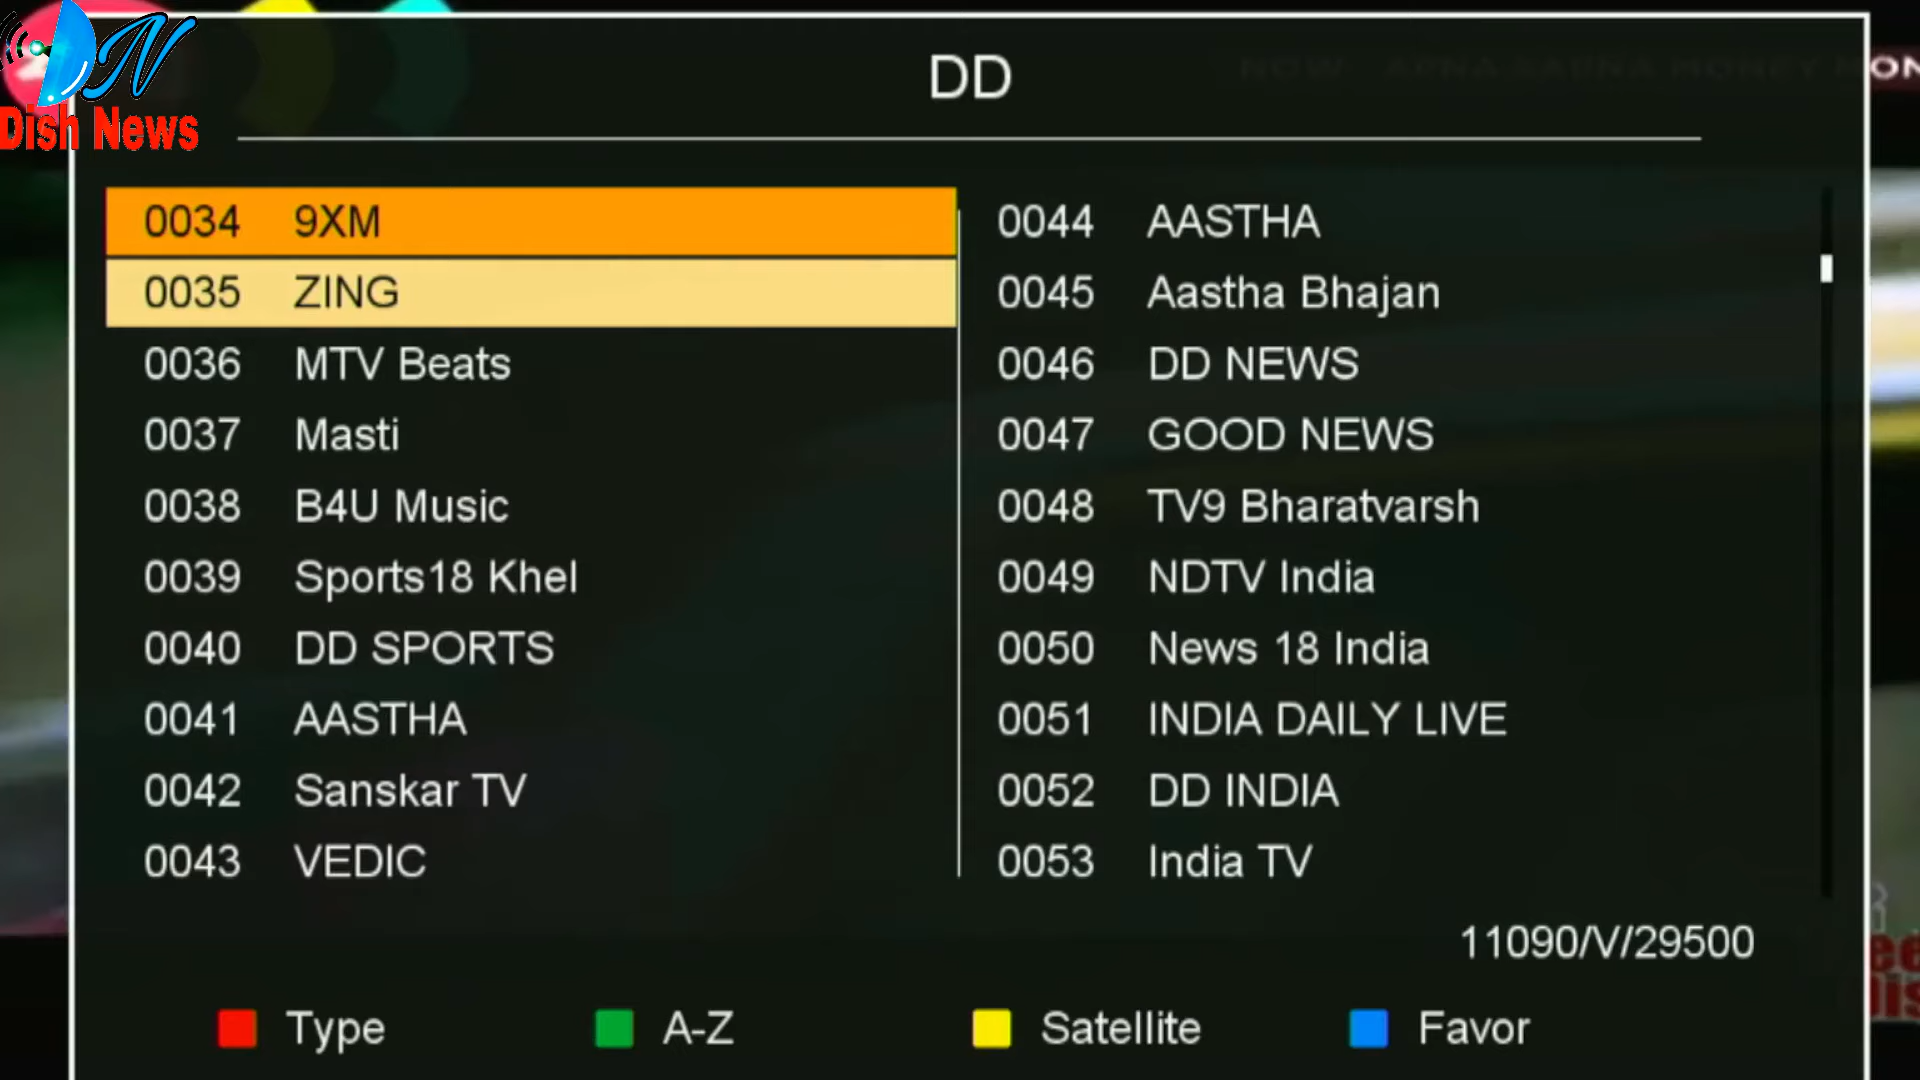 DN
Dish News
DD
0034 9XM
0035 ZING
0036 MTV Beats
0037 Masti
0038 B4U Music
0039 Sports18 Khel
0040 DD SPORTS
0041 AASTHA
0042 Sanskar TV
0043 VEDIC
0044 AASTHA
0045 Aastha Bhajan
0046 DD NEWS
0047 GOOD NEWS
0048 TV9 Bharatvarsh
0049 NDTV India
0050 News 18 India
0051 INDIA DAILY LIVE
0052 DD INDIA
0053 India TV
11090/V/29500
Type
A-Z
Satellite
Favor